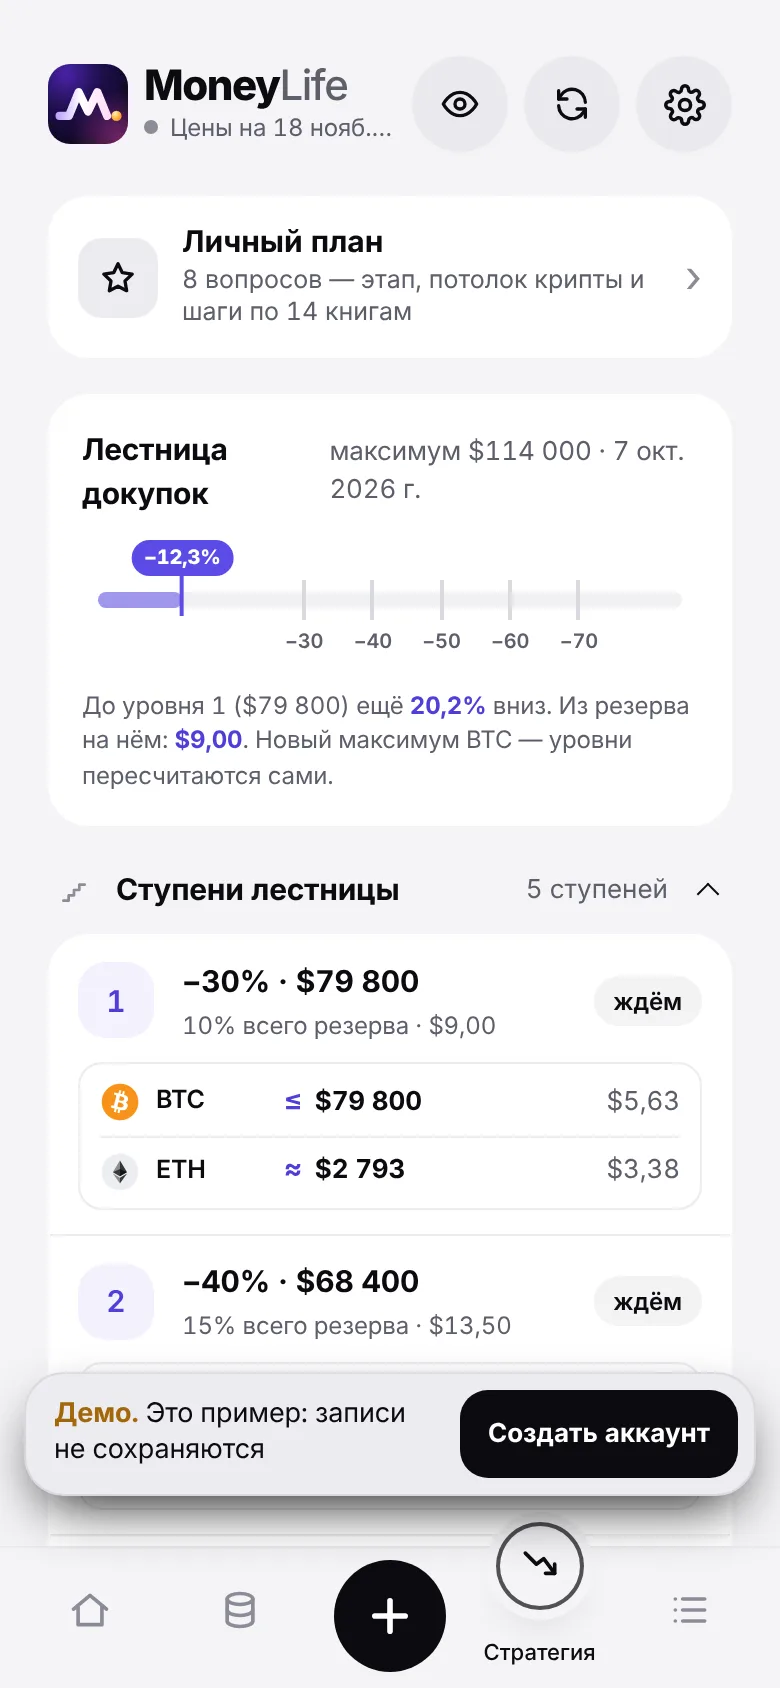 MoneyLife
Цены на 18 нояб....
Личный план
8 вопросов — этап, потолок крипты и
шаги по 14 книгам
Лестница
докупок
максимум $114 000 · 7 окт.
2026 г.
−12,3%
−30 −40 −50 −60 −70
До уровня 1 ($79 800) ещё 20,2% вниз. Из резерва
на нём: $9,00. Новый максимум BTC — уровни
пересчитаются сами.
Ступени лестницы
5 ступеней
1
−30% · $79 800
10% всего резерва · $9,00
ждём
BTC ≤ $79 800 $5,63
ETH ≈ $2 793 $3,38
2
−40% · $68 400
15% всего резерва · $13,50
ждём
Демо. Это пример: записи
не сохраняются
Создать аккаунт
Стратегия